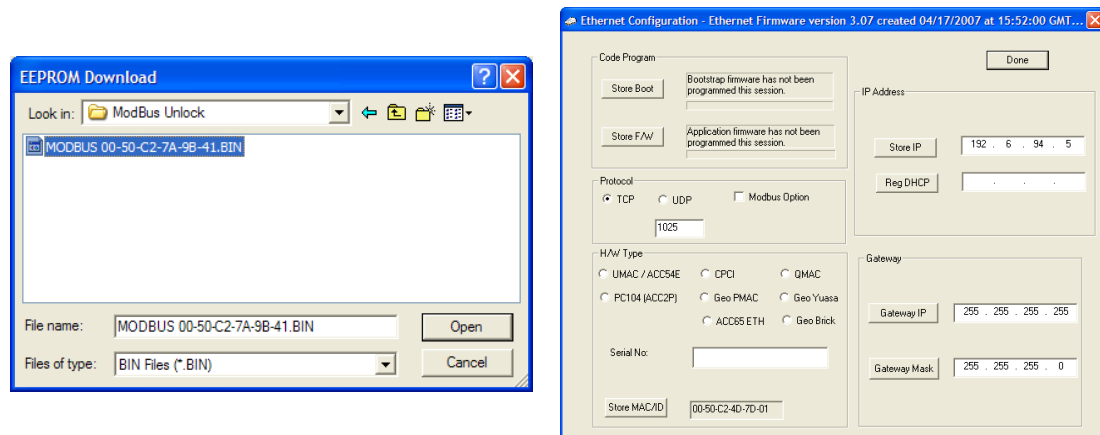 EEPROM Download
Look in: ModBus Unlock
MODBUS 00-50-C2-7A-9B-41.BIN
File name: MODBUS 00-50-C2-7A-9B-41.BIN Open
Files of type: BIN Files (*.BIN) Cancel
Ethernet Configuration - Ethernet Firmware version 3.07 created 04/17/2007 at 15:52:00 GMT...
Done
Code Program
Store Boot
Bootstrap firmware has not been
programmed this session.
Store F/W
Application firmware has not been
programmed this session.
IP Address
Store IP 192 . 6 . 94 . 5
Reg DHCP . . .
Protocol
TCP UDP Modbus Option
1025
H/W Type
UMAC / ACC54E CPCI QMAC
PC104 (ACC2P) Geo PMAC Geo Yuasa
ACC65 ETH Geo Brick
Serial No:
Store MAC/ID 00-50-C2-4D-7D-01
Gateway
Gateway IP 255 . 255 . 255 . 255
Gateway Mask 255 . 255 . 255 . 0